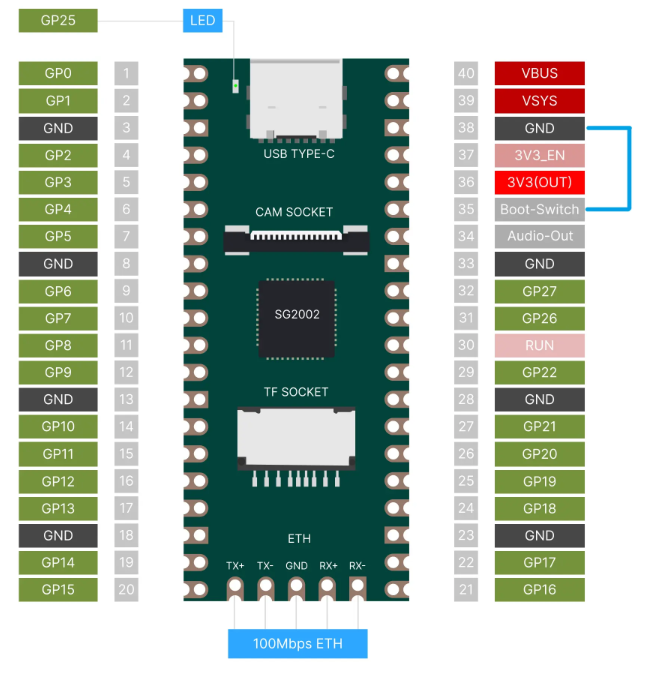 GP25 LED
GP0 1 40 VBUS
GP1 2 39 VSYS
GND 3 38 GND
USB TYPE-C
GP2 4 37 3V3_EN
GP3 5 36 3V3(OUT)
GP4 6 CAM SOCKET 35 Boot-Switch
GP5 7 34 Audio-Out
GND 8 33 GND
GP6 9 32 GP27
GP7 10 SG2002 31 GP26
GP8 11 30 RUN
GP9 12 29 GP22
TF SOCKET
GND 13 28 GND
GP10 14 27 GP21
GP11 15 26 GP20
GP12 16 25 GP19
GP13 17 24 GP18
GND 18 ETH 23 GND
GP14 19 TX+ TX- GND RX+ RX- 22 GP17
GP15 20 21 GP16
100Mbps ETH